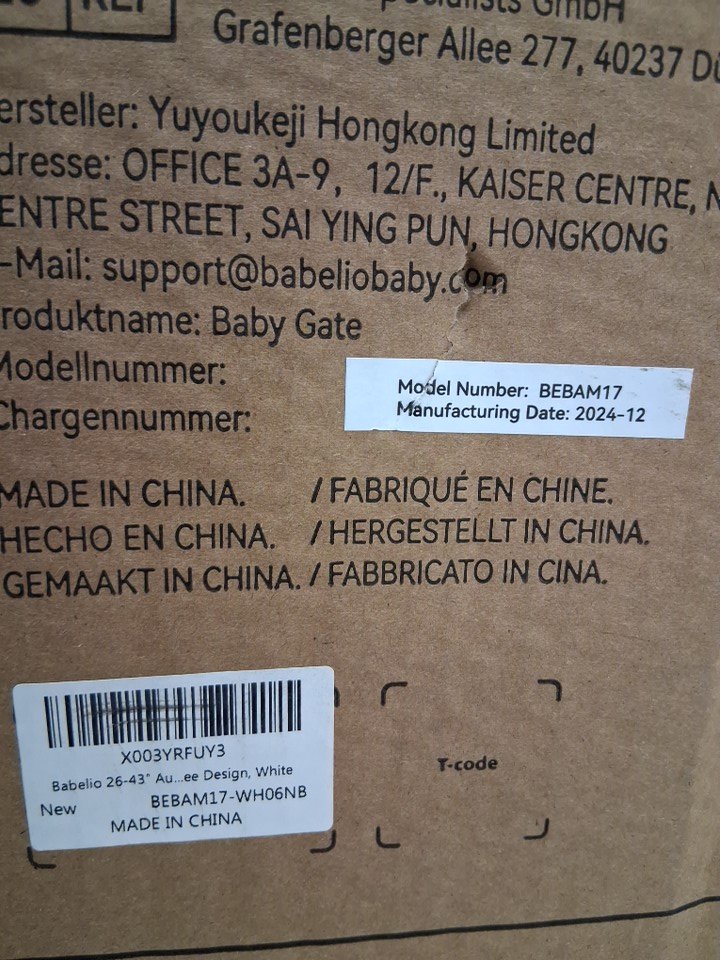 REP
GmbH
Grafenberger Allee 277, 40237
ersteller: Yuyoukeji Hongkong Limited
dresse: OFFICE 3A-9, 12/F., KAISER CENTRE, N
ENTRE STREET, SAI YING PUN, HONGKONG
-Mail: support@babeliobaby.com
roduktname: Baby Gate
Modellnummer:
Chargennummer:
Model Number: BEBAM17
Manufacturing Date: 2024-12
MADE IN CHINA. / FABRIQUÉ EN CHINE.
HECHO EN CHINA. / HERGESTELLT IN CHINA.
GEMAAKT IN CHINA. / FABBRICATO IN CINA.
X003YRFUY3
Babelio 26-43" Au...ee Design, White
New BEBAM17-WH06NB
MADE IN CHINA
T-code